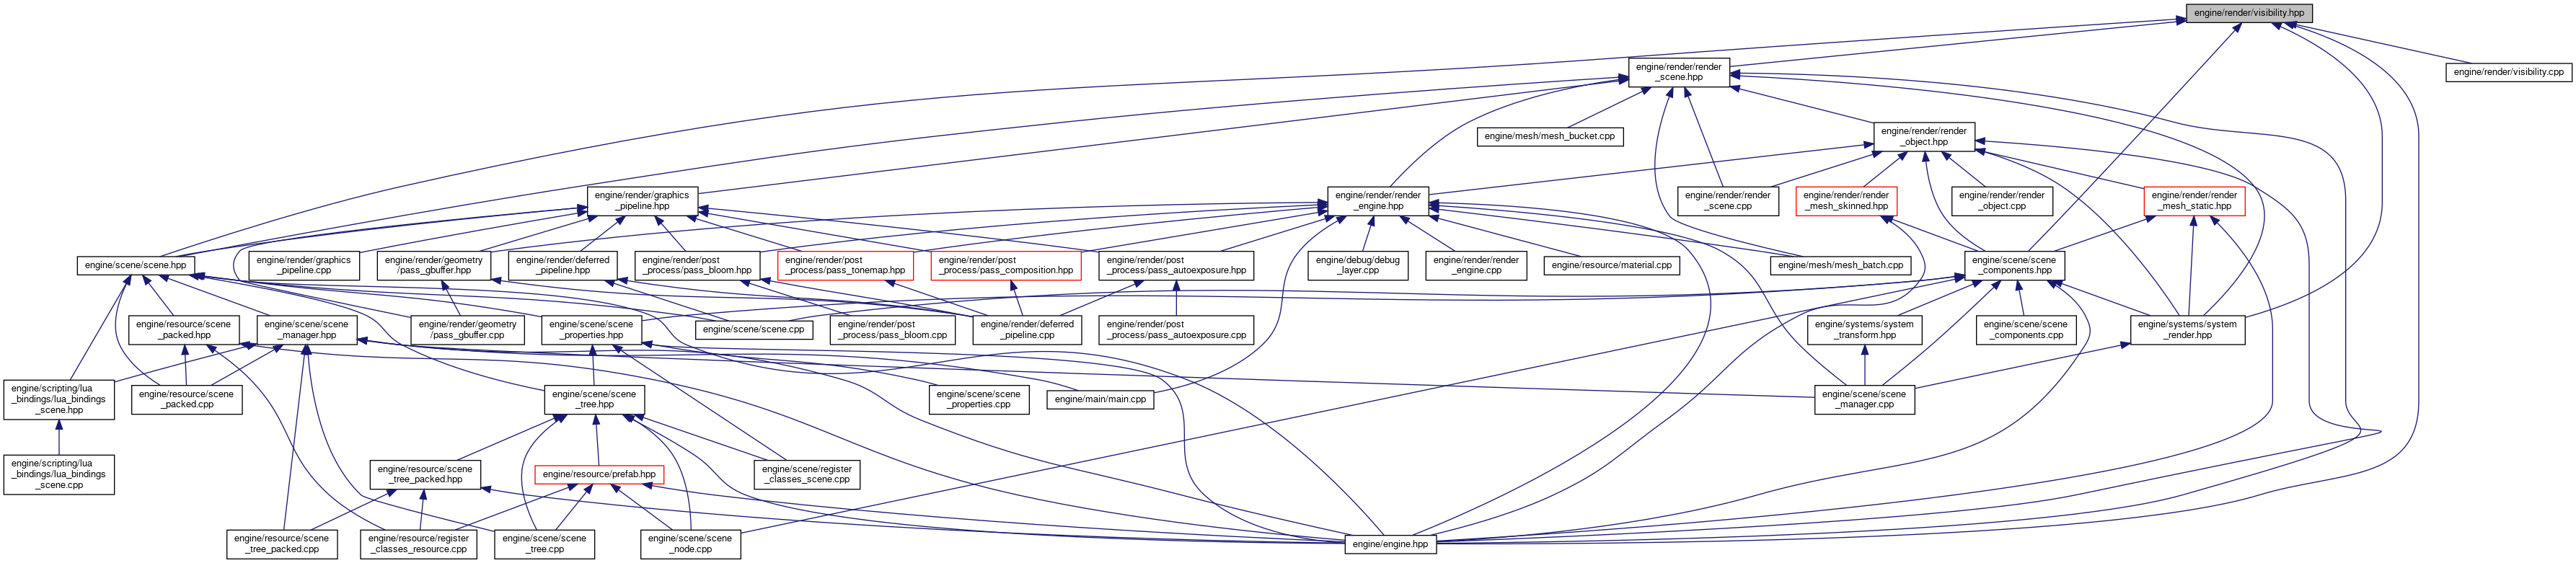 engine/render/visibility.hpp
engine/render/render
_scene.hpp
engine/render/visibility.cpp
engine/mesh/mesh_bucket.cpp
engine/render/render
_object.hpp
engine/render/graphics
_pipeline.hpp
engine/render/render
_engine.hpp
engine/render/render
_scene.cpp
engine/render/render
_mesh_skinned.hpp
engine/render/render
_object.cpp
engine/render/render
_mesh_static.hpp
engine/scene/scene.hpp
engine/render/graphics
_pipeline.cpp
engine/render/geometry
/pass_gbuffer.hpp
engine/render/deferred
_pipeline.hpp
engine/render/post
_process/pass_bloom.hpp
engine/render/post
_process/pass_tonemap.hpp
engine/render/post
_process/pass_composition.hpp
engine/render/post
_process/pass_autoexposure.hpp
engine/debug/debug
_layer.cpp
engine/render/render
_engine.cpp
engine/resource/material.cpp
engine/mesh/mesh_batch.cpp
engine/scene/scene
_components.hpp
engine/resource/scene
_packed.hpp
engine/scene/scene
_manager.hpp
engine/render/geometry
/pass_gbuffer.cpp
engine/scene/scene
_properties.hpp
engine/scene/scene.cpp
engine/render/post
_process/pass_bloom.cpp
engine/render/deferred
_pipeline.cpp
engine/render/post
_process/pass_autoexposure.cpp
engine/systems/system
_transform.hpp
engine/scene/scene
_components.cpp
engine/systems/system
_render.hpp
engine/scripting/lua
_bindings/lua_bindings
_scene.hpp
engine/resource/scene
_packed.cpp
engine/scene/scene
_tree.hpp
engine/scene/scene
_properties.cpp
engine/main/main.cpp
engine/scene/scene
_manager.cpp
engine/scripting/lua
_bindings/lua_bindings
_scene.cpp
engine/resource/scene
_tree_packed.hpp
engine/resource/prefab.hpp
engine/scene/register
_classes_scene.cpp
engine/resource/scene
_tree_packed.cpp
engine/resource/register
_classes_resource.cpp
engine/scene/scene
_tree.cpp
engine/scene/scene
_node.cpp
engine/engine.hpp